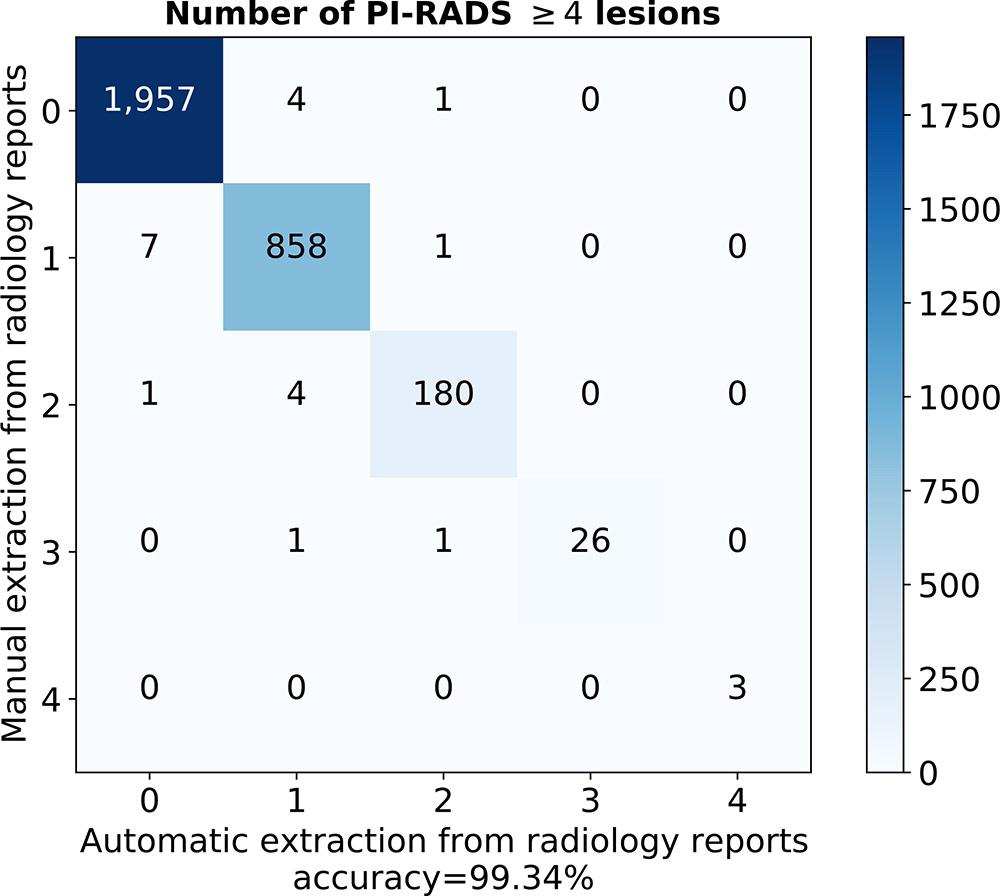 Number of PI-RADS ≥4 lesions
Manual extraction from radiology reports
0 1,957 4 1 0 0
1 7 858 1 0 0
2 1 4 180 0 0
3 0 1 1 26 0
4 0 0 0 0 3
0 1 2 3 4
Automatic extraction from radiology reports
accuracy=99.34%
1750
1500
1250
1000
750
500
250
0